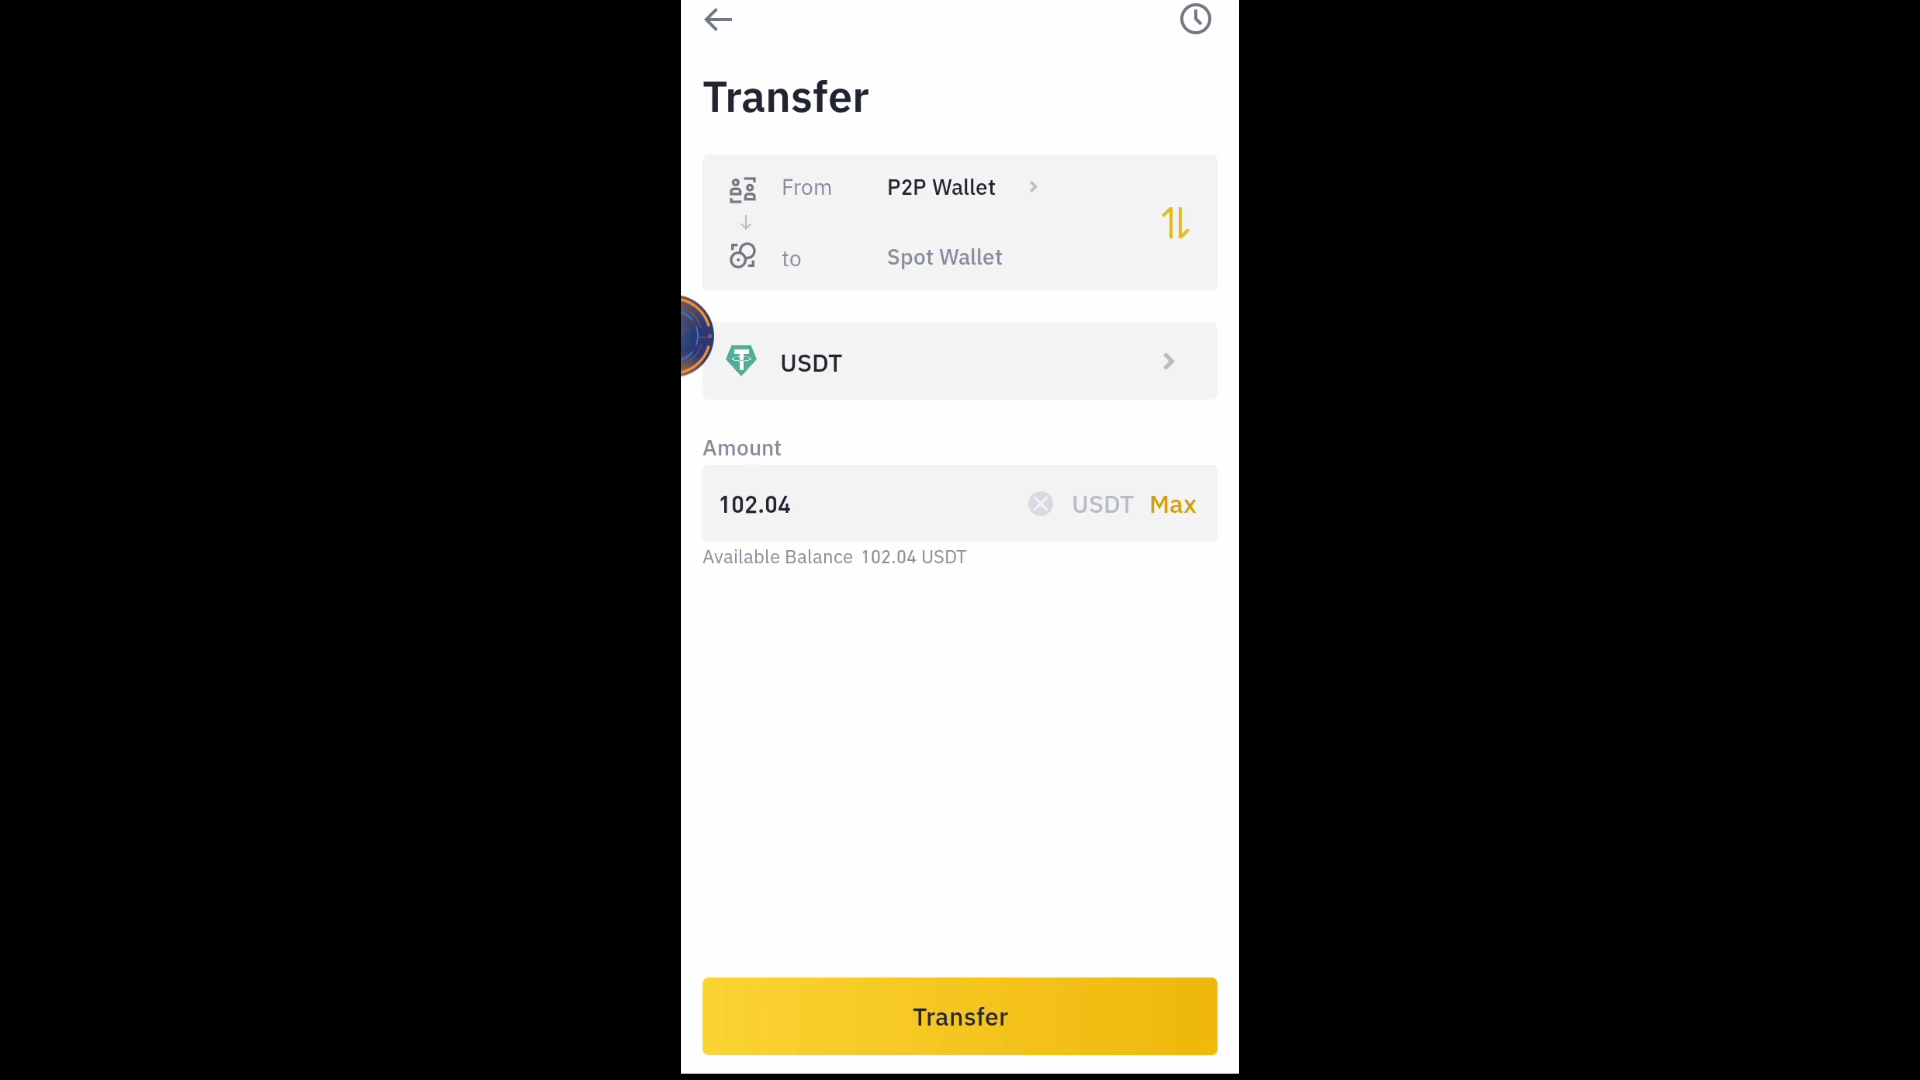 Transfer
From P2P Wallet
to Spot Wallet
USDT
Amount
102.04 USDT Max
Available Balance 102.04 USDT
Transfer